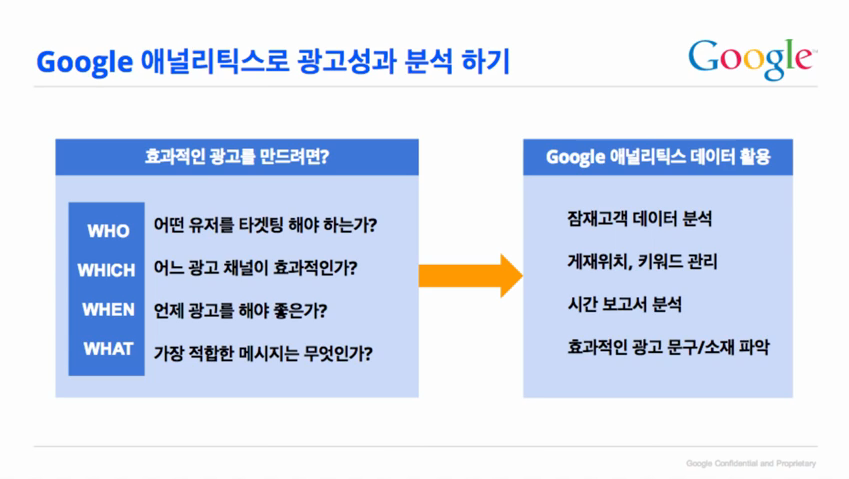 Google 애널리틱스로 광고성과 분석 하기
Google
효과적인 광고를 만드려면?
WHO 어떤 유저를 타겟팅 해야 하는가?
WHICH 어느 광고 채널이 효과적인가?
WHEN 언제 광고를 해야 좋은가?
WHAT 가장 적합한 메시지는 무엇인가?
Google 애널리틱스 데이터 활용
잠재고객 데이터 분석
게재위치, 키워드 관리
시간 보고서 분석
효과적인 광고 문구/소재 파악
Google Confidential and Proprietary